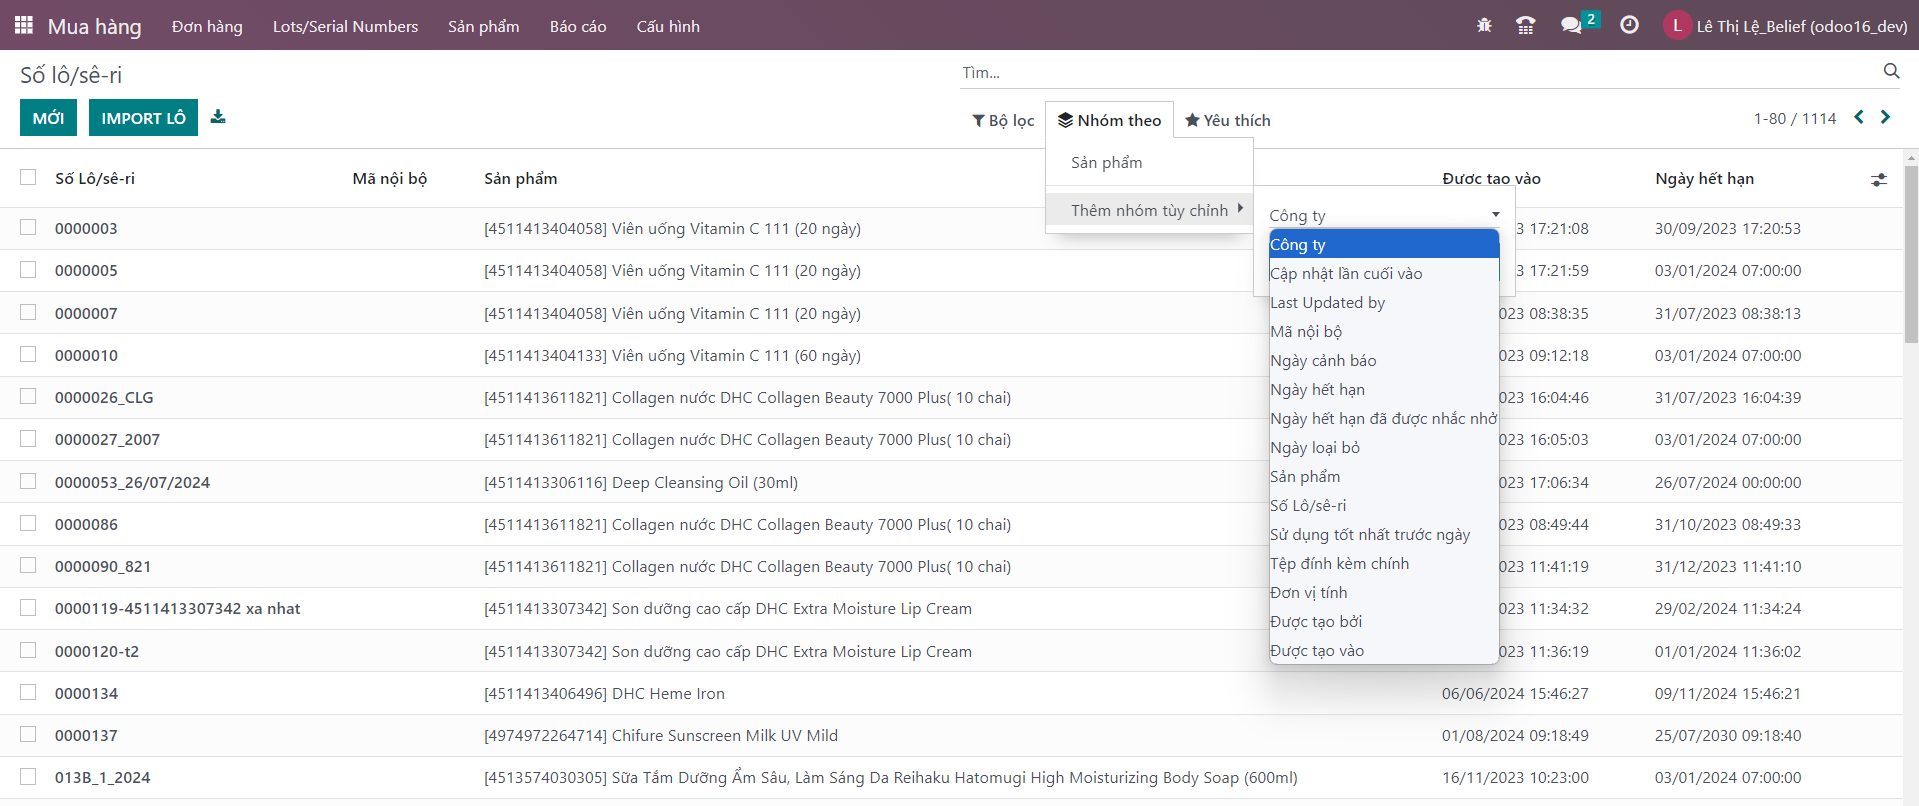 Mua hàng Đơn hàng Lots/Serial Numbers Sản phẩm Báo cáo Cấu hình 2 L Lê Thị Lệ_Belief (odoo16_dev)
Số lô/sê-ri
Tìm...
MỚI IMPORT LÔ
Bộ lọc Nhóm theo Yêu thích 1-80 / 1114
Sản phẩm
Thêm nhóm tùy chỉnh
Công ty
Công ty
Cập nhật lần cuối vào
Last Updated by
Mã nội bộ
Ngày cảnh báo
Ngày hết hạn
Ngày hết hạn đã được nhắc nhở
Ngày loại bỏ
Sản phẩm
Số Lô/sê-ri
Sử dụng tốt nhất trước ngày
Tệp đính kèm chính
Đơn vị tính
Được tạo bởi
Được tạo vào
Số Lô/sê-ri Mã nội bộ Sản phẩm Được tạo vào Ngày hết hạn
0000003 [4511413404058] Viên uống Vitamin C 111 (20 ngày) 3 17:21:08 30/09/2023 17:20:53
0000005 [4511413404058] Viên uống Vitamin C 111 (20 ngày) 3 17:21:59 03/01/2024 07:00:00
0000007 [4511413404058] Viên uống Vitamin C 111 (20 ngày) 023 08:38:35 31/07/2023 08:38:13
0000010 [4511413404133] Viên uống Vitamin C 111 (60 ngày) 023 09:12:18 03/01/2024 07:00:00
0000026_CLG [4511413611821] Collagen nước DHC Collagen Beauty 7000 Plus( 10 chai) 023 16:04:46 31/07/2023 16:04:39
0000027_2007 [4511413611821] Collagen nước DHC Collagen Beauty 7000 Plus( 10 chai) 023 16:05:03 03/01/2024 07:00:00
0000053_26/07/2024 [4511413306116] Deep Cleansing Oil (30ml) 023 17:06:34 26/07/2024 00:00:00
0000086 [4511413611821] Collagen nước DHC Collagen Beauty 7000 Plus( 10 chai) 023 08:49:44 31/10/2023 08:49:33
0000090_821 [4511413611821] Collagen nước DHC Collagen Beauty 7000 Plus( 10 chai) 023 11:41:19 31/12/2023 11:41:10
0000119-4511413307342 xa nhat [4511413307342] Son dưỡng cao cấp DHC Extra Moisture Lip Cream 023 11:34:32 29/02/2024 11:34:24
0000120-t2 [4511413307342] Son dưỡng cao cấp DHC Extra Moisture Lip Cream 023 11:36:19 01/01/2024 11:36:02
0000134 [4511413406496] DHC Heme Iron 06/06/2024 15:46:27 09/11/2024 15:46:21
0000137 [4974972264714] Chifure Sunscreen Milk UV Mild 01/08/2024 09:18:49 25/07/2030 09:18:40
013B_1_2024 [4513574030305] Sữa Tắm Dưỡng Ẩm Sâu, Làm Sáng Da Reihaku Hatomugi High Moisturizing Body Soap (600ml) 16/11/2023 10:23:00 03/01/2024 07:00:00